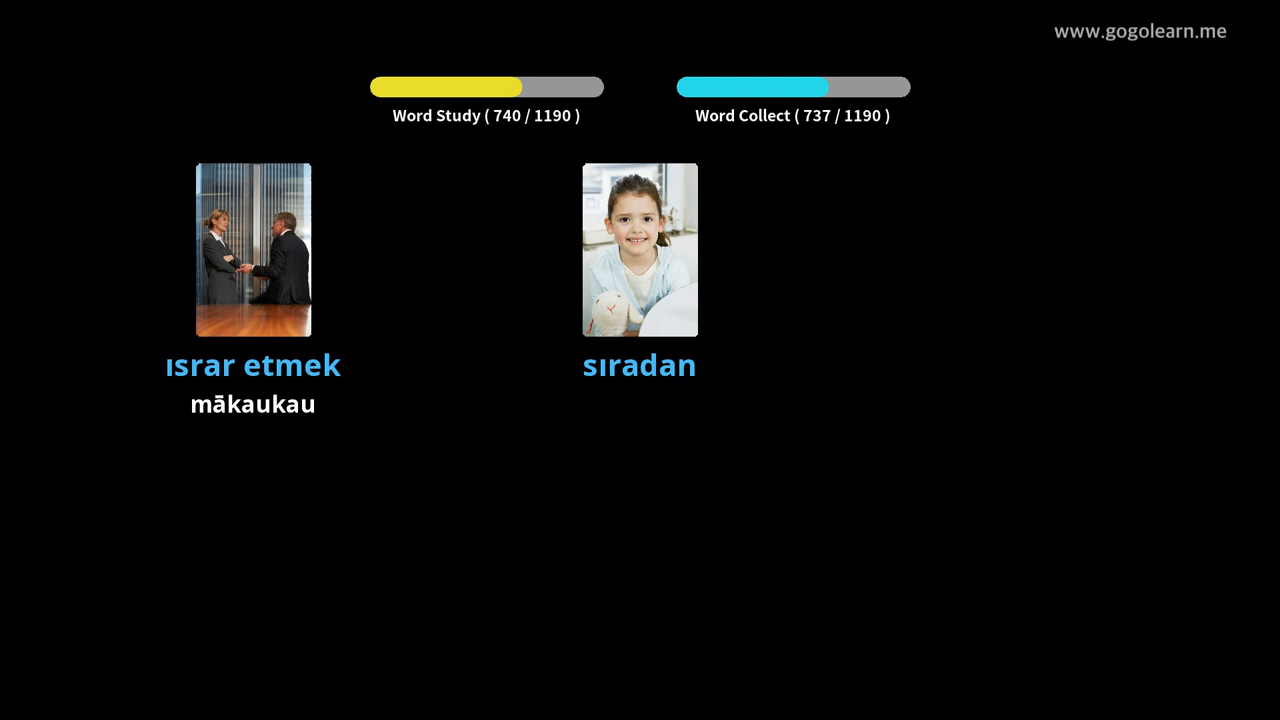 www.gogolearn.me
Word Study ( 740 / 1190 )
Word Collect ( 737 / 1190 )
ısrar etmek
mākaukau
sıradan